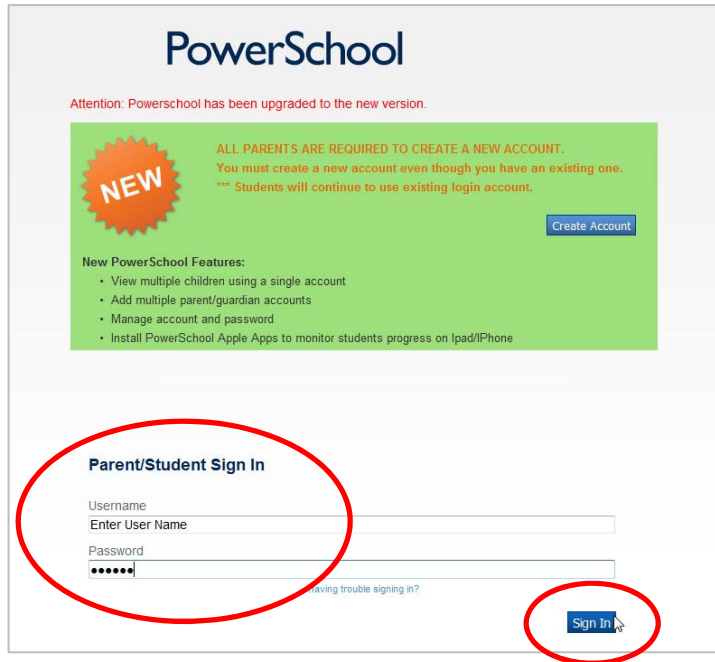 PowerSchool
Attention: Powerschool has been upgraded to the new version.
NEW
ALL PARENTS ARE REQUIRED TO CREATE A NEW ACCOUNT.
You must create a new account even though you have an existing one.
*** Students will continue to use existing login account.
Create Account
New PowerSchool Features:
• View multiple children using a single account
• Add multiple parent/guardian accounts
• Manage account and password
• Install PowerSchool Apple Apps to monitor students progress on Ipad/IPhone
Parent/Student Sign In
Username
Enter User Name
Password
••••••
Having trouble signing in?
Sign In